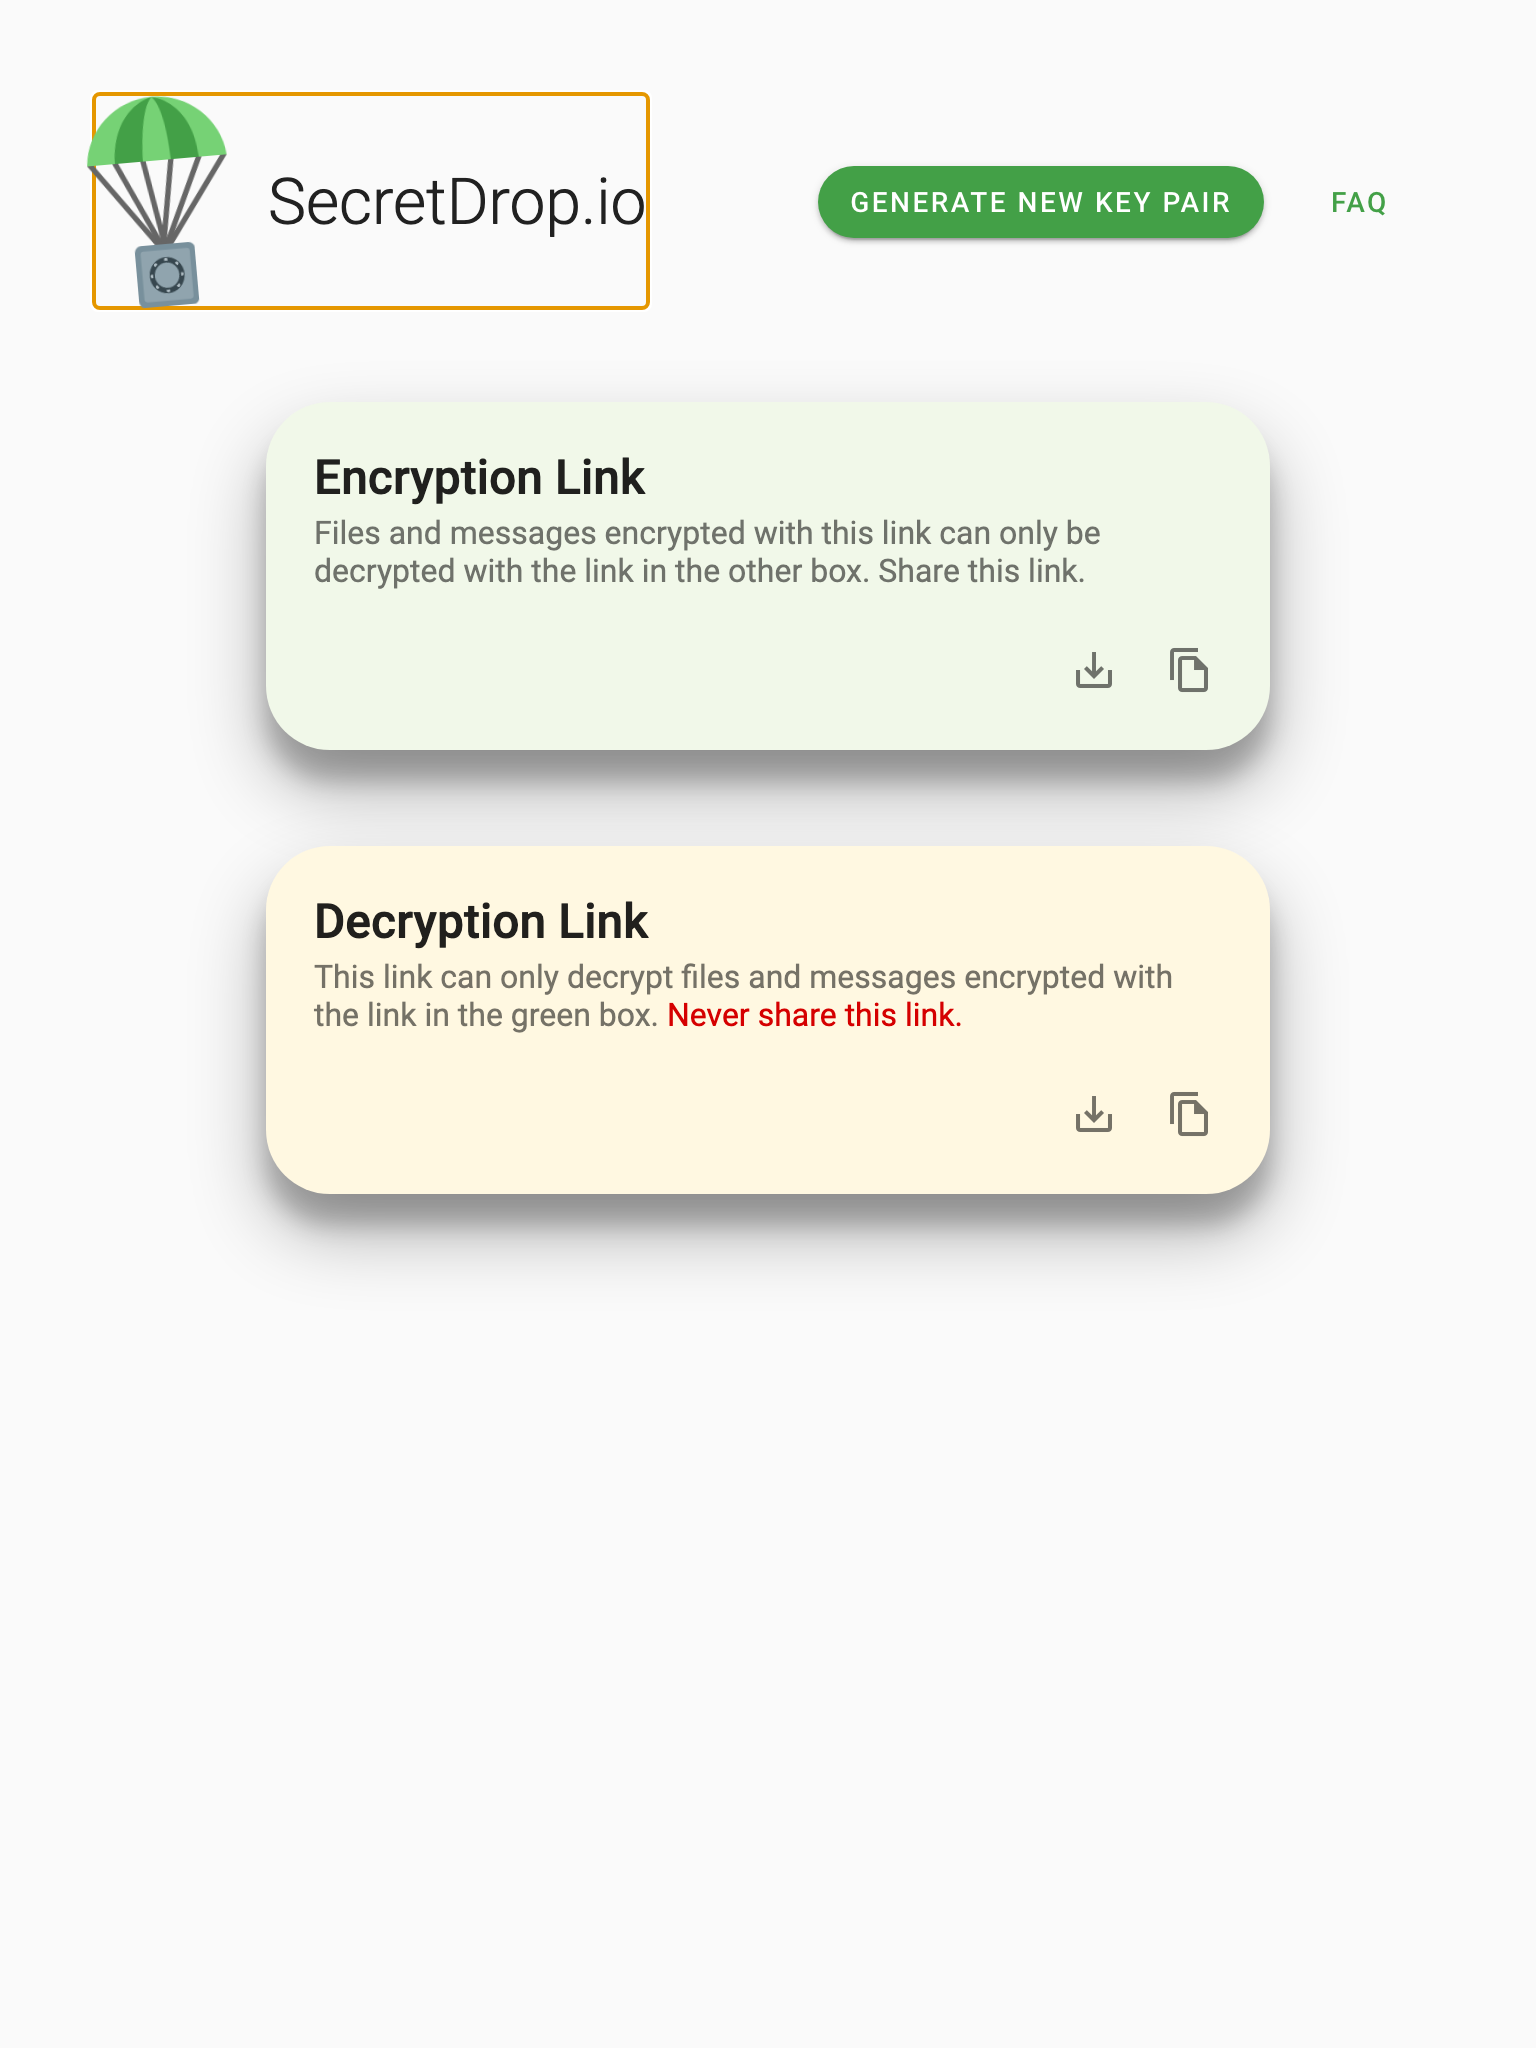 SecretDrop.io
GENERATE NEW KEY PAIR
FAQ
Encryption Link
Files and messages encrypted with this link can only be
decrypted with the link in the other box. Share this link.
Decryption Link
This link can only decrypt files and messages encrypted with
the link in the green box. Never share this link.